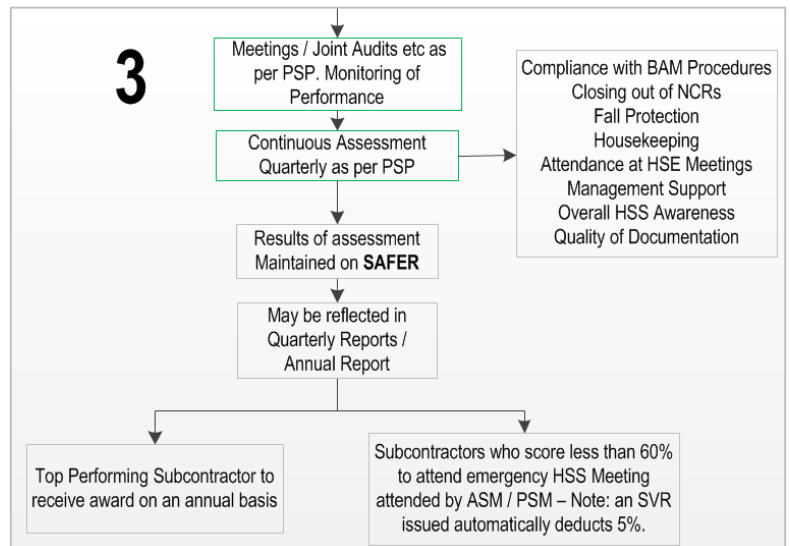 3
Meetings / Joint Audits etc as
per PSP. Monitoring of
Performance
Continuous Assessment
Quarterly as per PSP
Compliance with BAM Procedures
Closing out of NCRs
Fall Protection
Housekeeping
Attendance at HSE Meetings
Management Support
Overall HSS Awareness
Quality of Documentation
Results of assessment
Maintained on SAFER
May be reflected in
Quarterly Reports /
Annual Report
Top Performing Subcontractor to
receive award on an annual basis
Subcontractors who score less than 60%
to attend emergency HSS Meeting
attended by ASM / PSM – Note: an SVR
issued automatically deducts 5%.